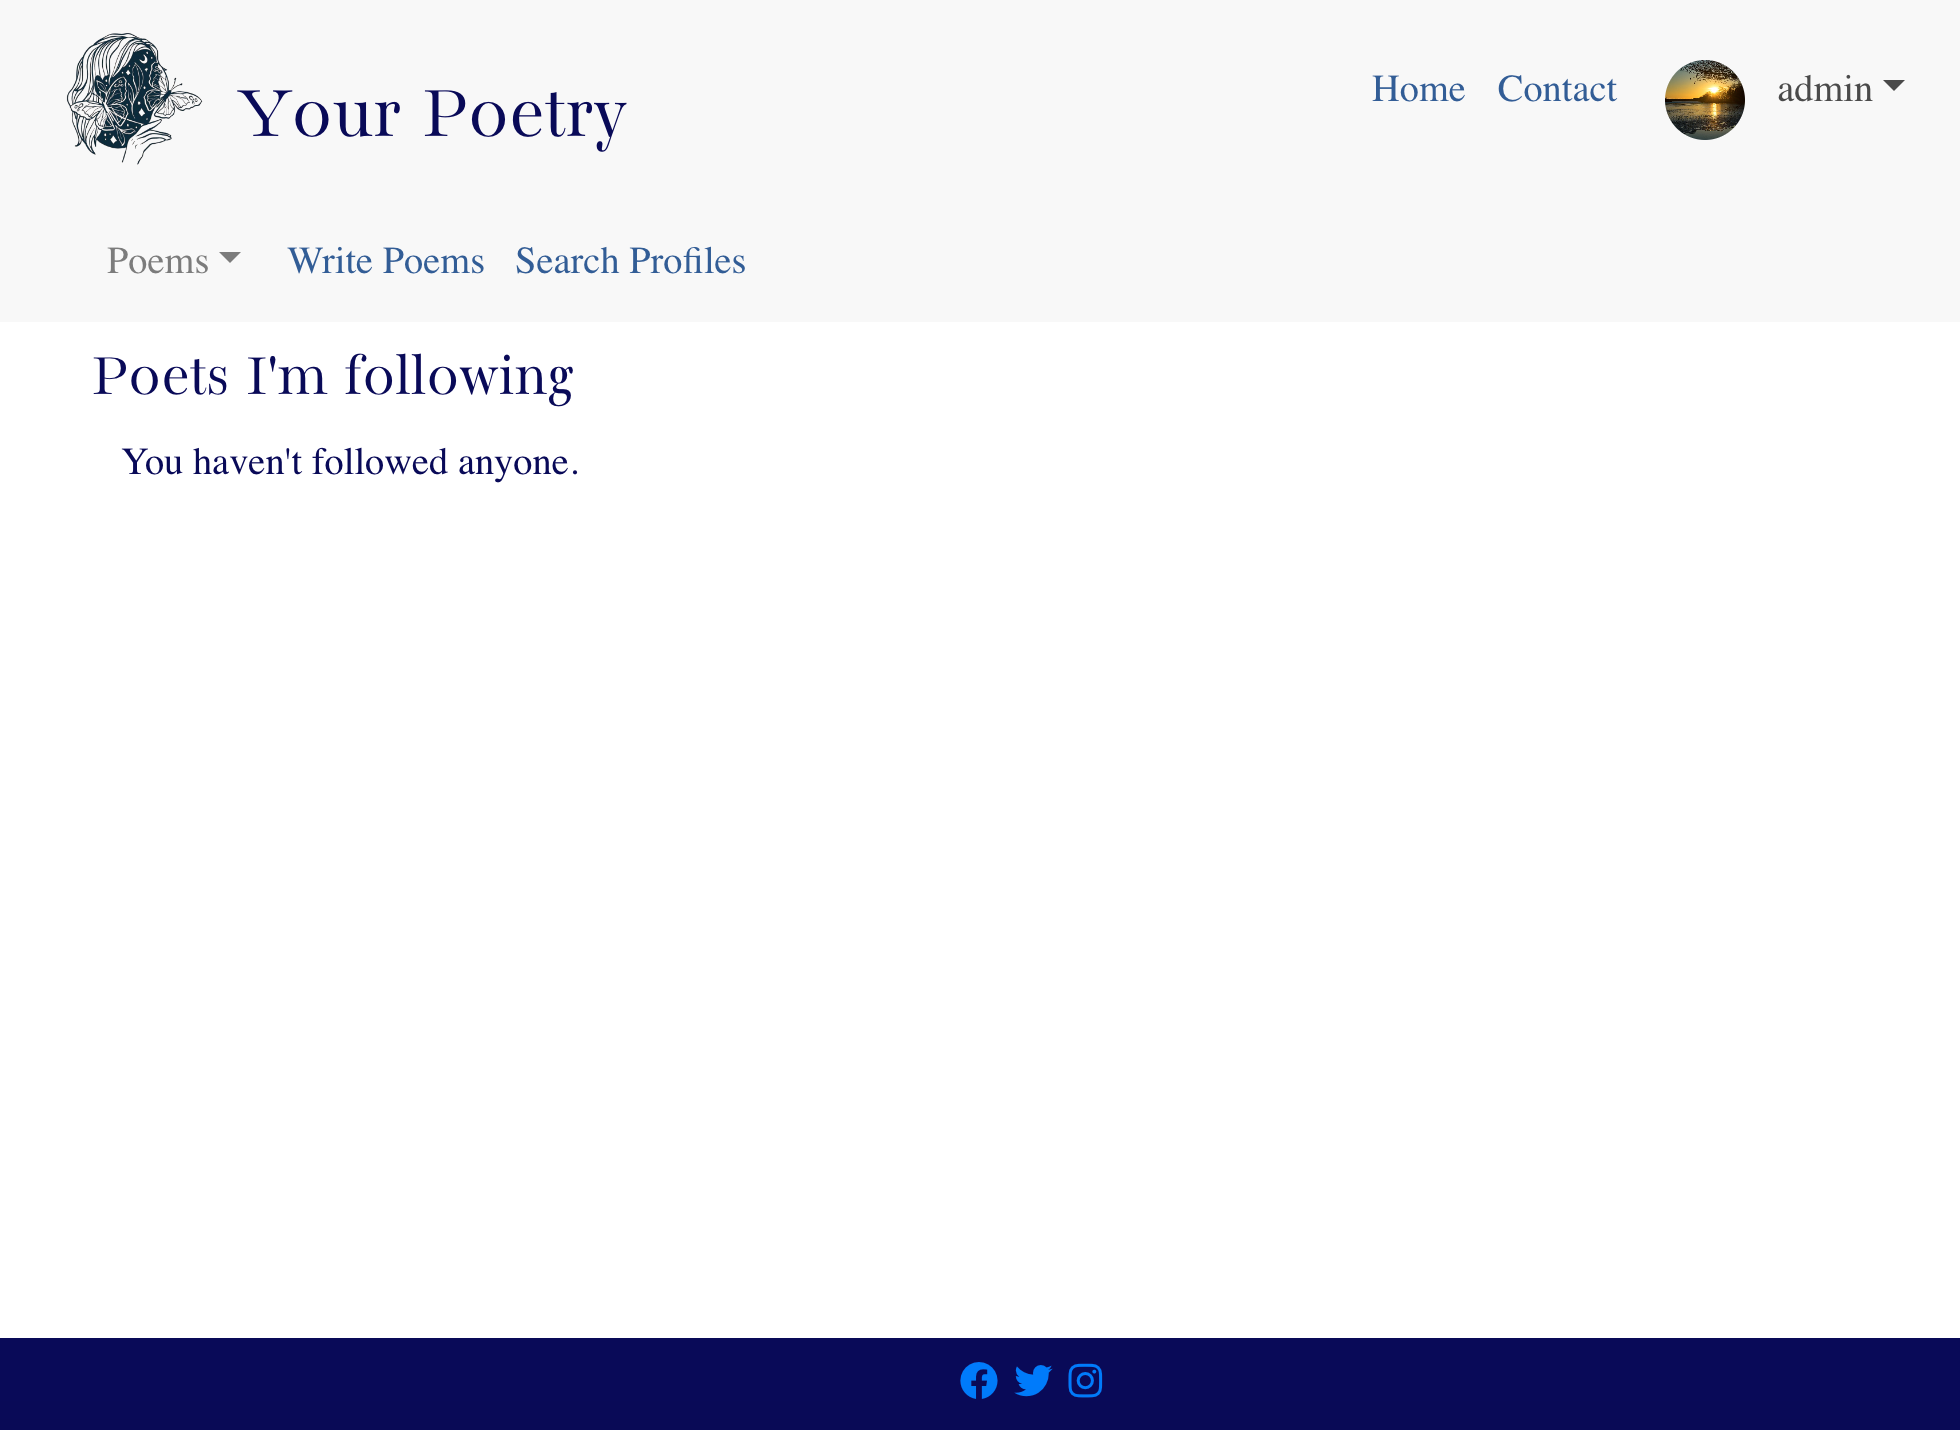 Your Poetry
Home Contact admin
Poems Write Poems Search Profiles
Poets I'm following
You haven't followed anyone.